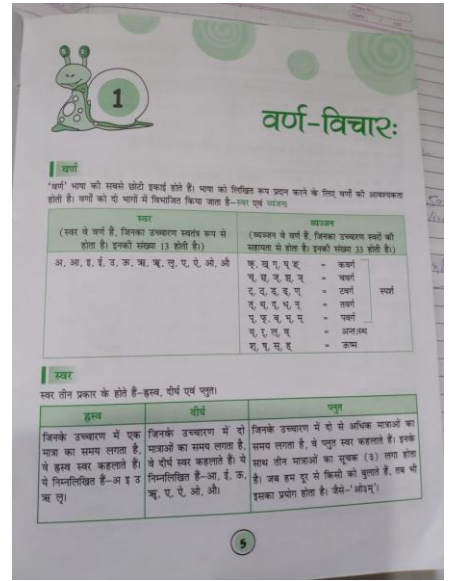 1
वर्ण-विचारः
वर्ण
'वर्ण' भाषा की सबसे छोटी इकाई होते हैं। भाषा को लिखित रूप प्रदान करने के लिए वर्णों की आवश्यकता
होती है। वर्णों को दो भागों में विभाजित किया जाता है-स्वर एवं व्यंजन।
स्वर
(स्वर वे वर्ण हैं, जिनका उच्चारण स्वतंत्र रूप से
होता है। इनकी संख्या 13 होती है।)
अ, आ, इ, ई, उ, ऊ, ऋ, ॠ, लृ, ए, ऐ, ओ, औ
व्यञ्जन
(व्यञ्जन वे वर्ण हैं, जिनका उच्चारण स्वरों की
सहायता से होता है। इनकी संख्या 33 होती है।)
क्, ख्, ग्, घ्, ङ् = कवर्ग
च्, छ्, ज्, झ्, ञ् = चवर्ग
ट्, ठ्, ड्, ढ्, ण् = टवर्ग
त्, थ्, द्, ध्, न् = तवर्ग
प्, फ्, ब्, भ्, म् = पवर्ग
स्पर्श
य्, र्, ल्, व् = अन्तःस्थ
श्, ष्, स्, ह् = ऊष्म
स्वर
स्वर तीन प्रकार के होते हैं-ह्रस्व, दीर्घ एवं प्लुत।
ह्रस्व
जिनके उच्चारण में एक
मात्रा का समय लगता है,
वे ह्रस्व स्वर कहलाते हैं।
ये निम्नलिखित हैं-अ इ उ
ऋ लृ।
दीर्घ
जिनके उच्चारण में दो
मात्राओं का समय लगता है,
वे दीर्घ स्वर कहलाते हैं। ये
निम्नलिखित हैं-आ, ई, ऊ,
ॠ, ए, ऐ, ओ, औ।
प्लुत
जिनके उच्चारण में दो से अधिक मात्राओं का
समय लगता है, वे प्लुत स्वर कहलाते हैं। इनके
साथ तीन मात्राओं का सूचक (३) लगा होता
है। जब हम दूर से किसी को बुलाते हैं, तब भी
इसका प्रयोग होता है। जैसे-'ओ३म्'।
5